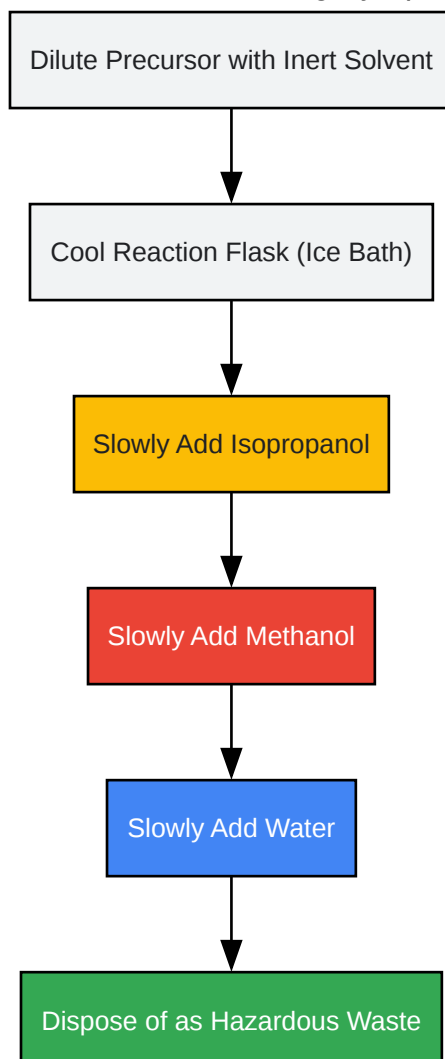 Dilute Precursor with Inert Solvent
Cool Reaction Flask (Ice Bath)
Slowly Add Isopropanol
Slowly Add Methanol
Slowly Add Water
Dispose of as Hazardous Waste